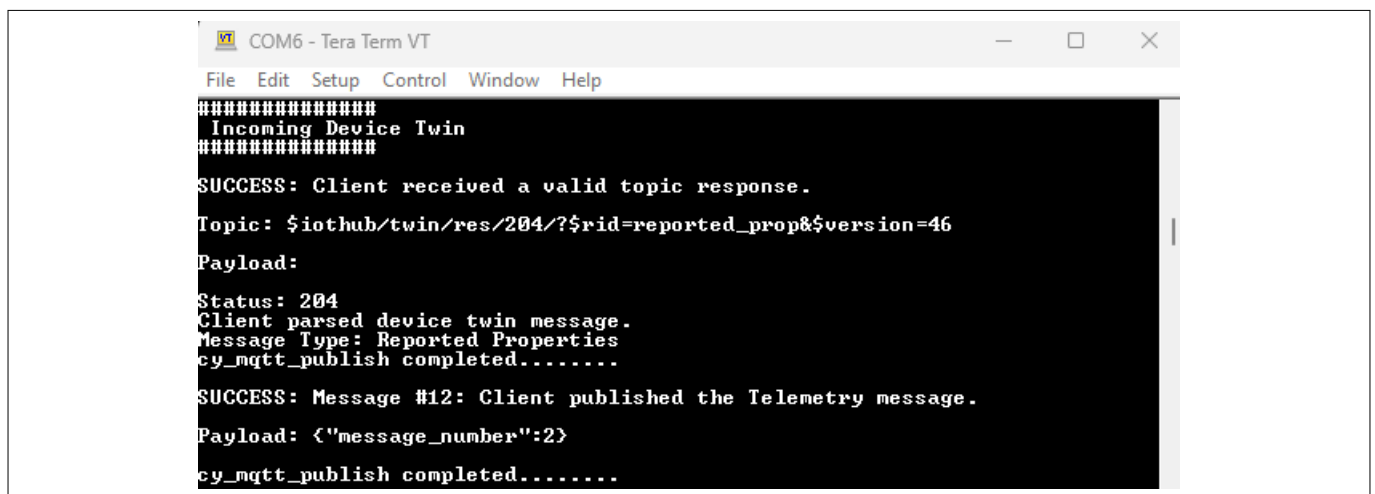 VT COM6 - Tera Term VT
File Edit Setup Control Window Help
##############
Incoming Device Twin
##############
SUCCESS: Client received a valid topic response.
Topic: $iothub/twin/res/204/?$rid=reported_prop&$version=46
Payload:
Status: 204
Client parsed device twin message.
Message Type: Reported Properties
cy_mqtt_publish completed........
SUCCESS: Message #12: Client published the Telemetry message.
Payload: {"message_number":2}
cy_mqtt_publish completed........